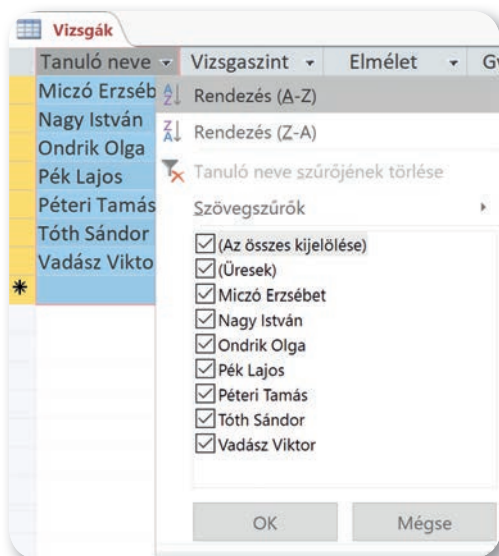 Vizsgák
Tanuló neve Vizsgaszint Elmélet Gy
Miczó Erzséb
Nagy István
Ondrik Olga
Pék Lajos
Péteri Tamás
Tóth Sándor
Vadász Vikto
Rendezés (A-Z)
Rendezés (Z-A)
Tanuló neve szűrőjének törlése
Szövegszűrők
(Az összes kijelölése)
(Üresek)
Miczó Erzsébet
Nagy István
Ondrik Olga
Pék Lajos
Péteri Tamás
Tóth Sándor
Vadász Viktor
OK Mégse